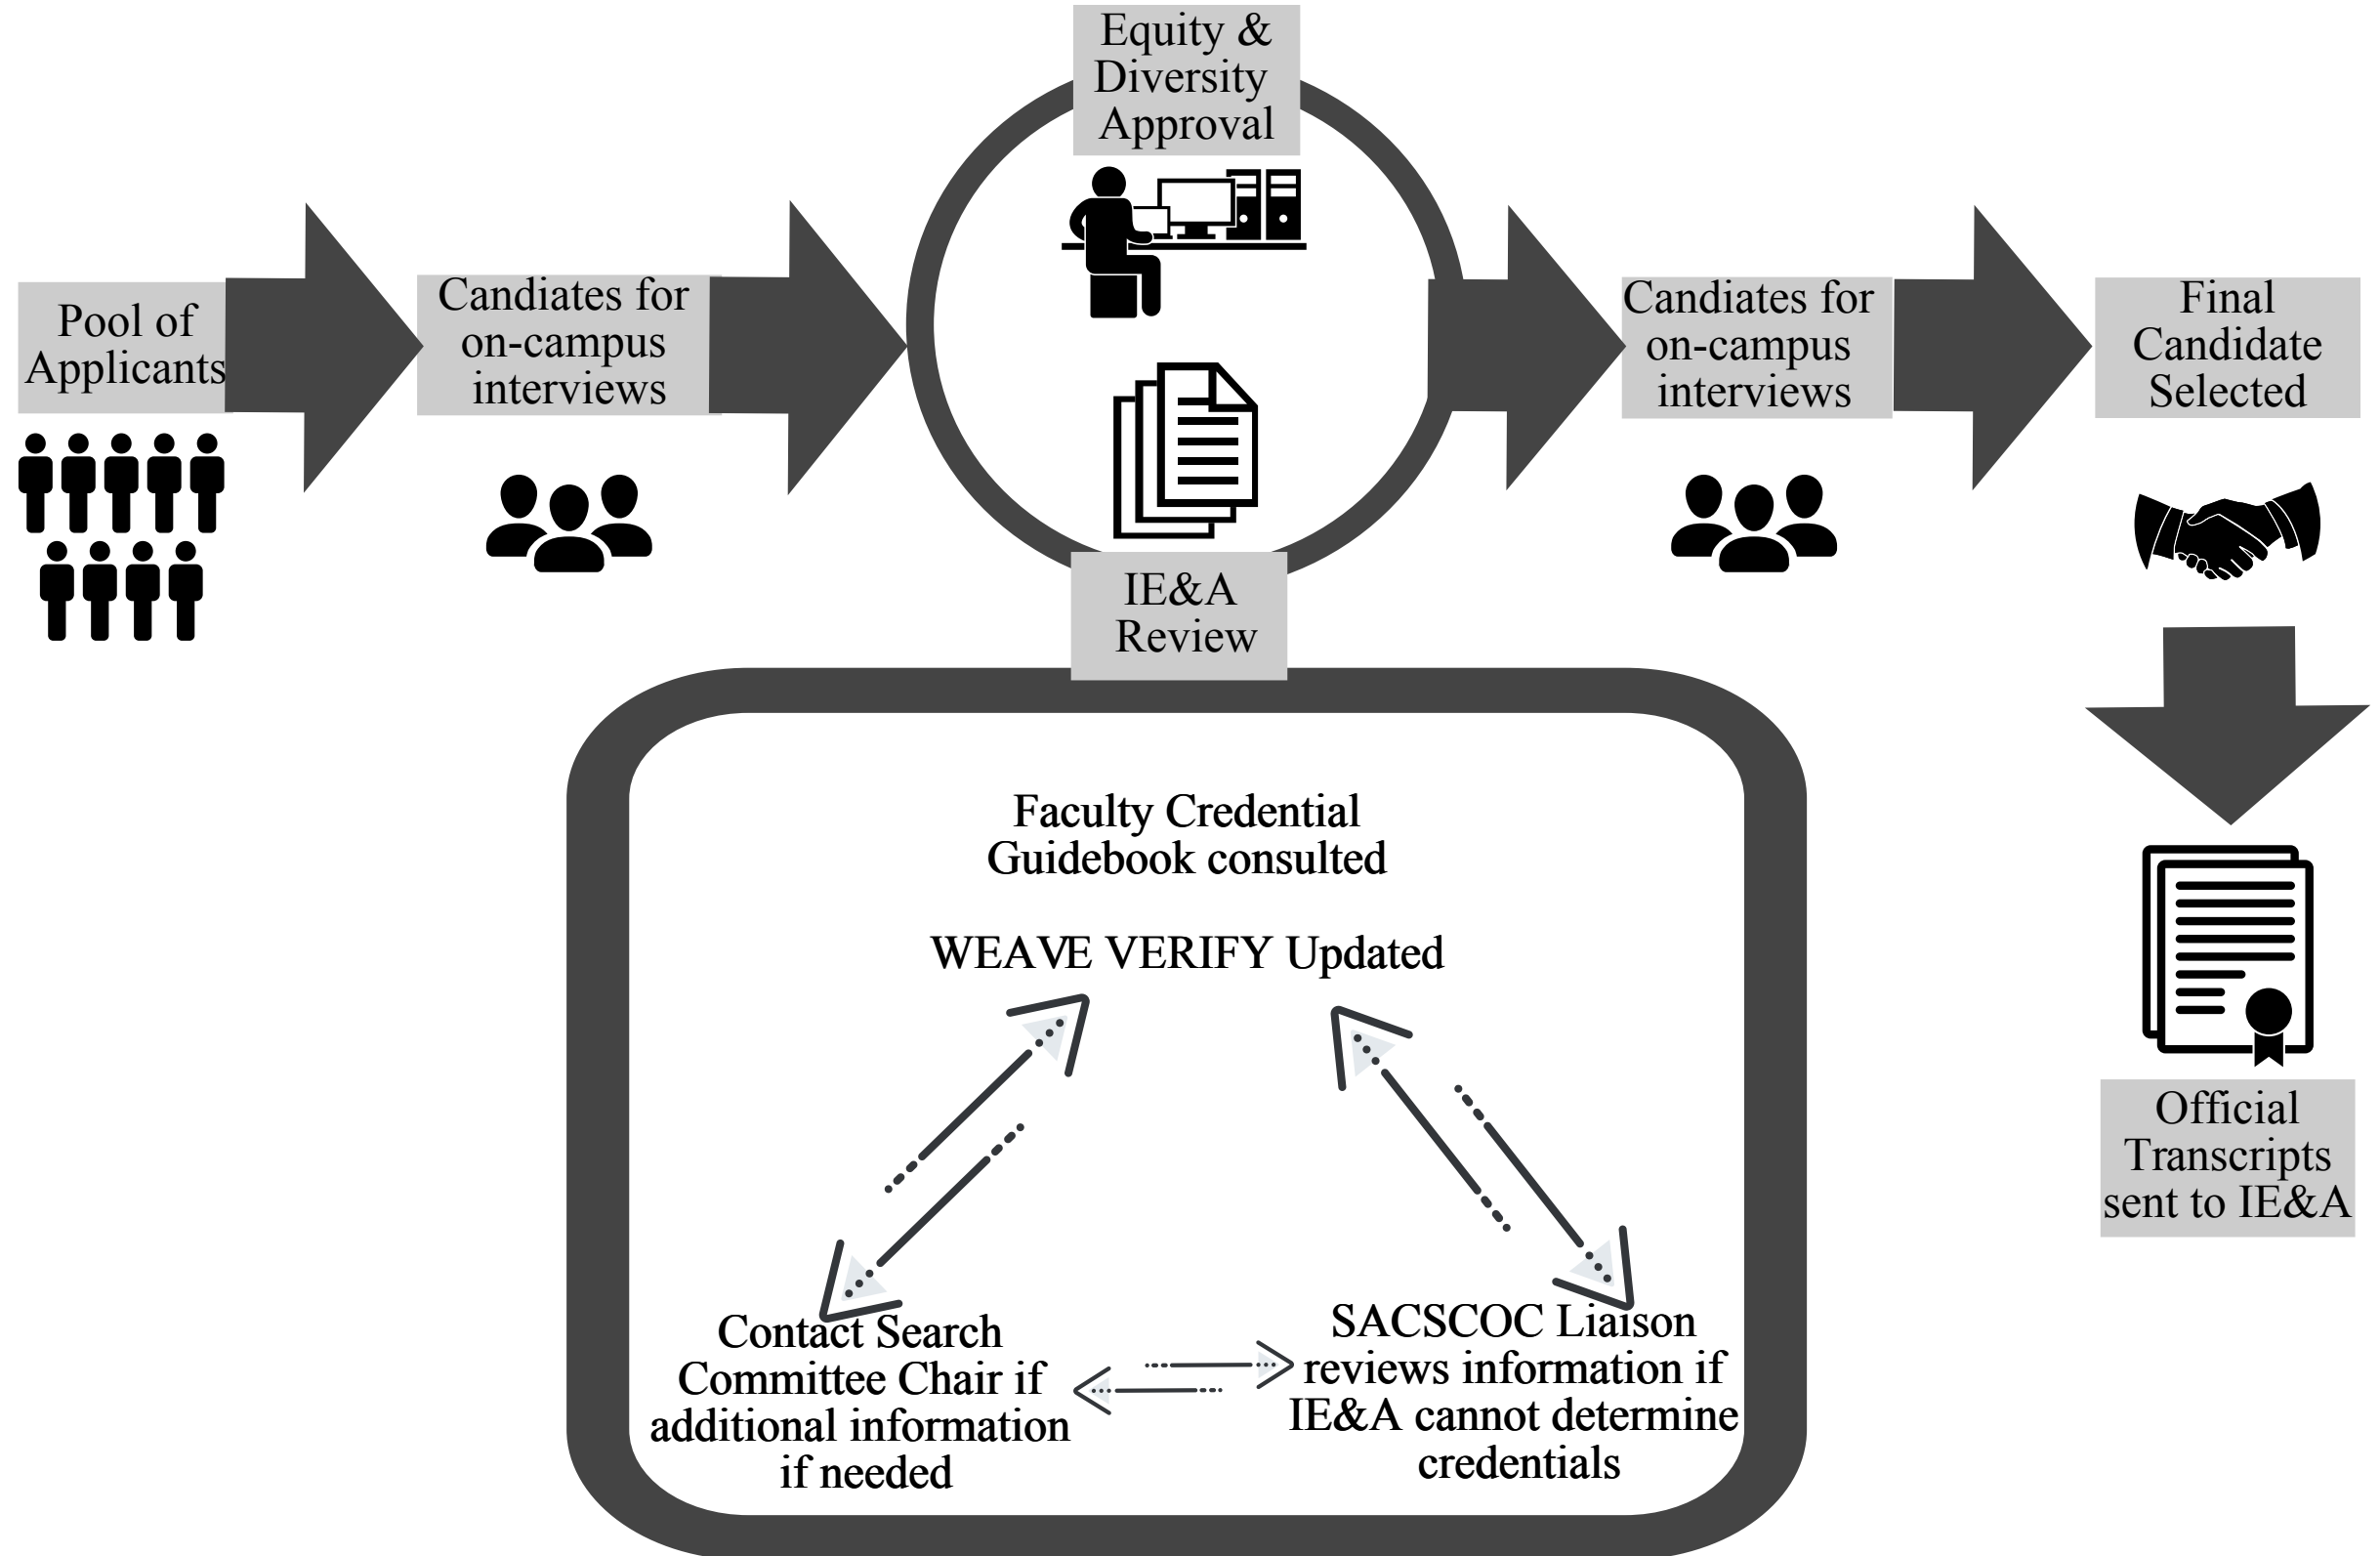 Equity &
Diversity
Approval
Pool of
Applicants
Candiates for
on-campus
interviews
Candiates for
on-campus
interviews
Final
Candidate
Selected
IE&A
Review
Faculty Credential
Guidebook consulted
WEAVE VERIFY Updated
Contact Search
Committee Chair if
additional information
if needed
SACSCOC Liaison
reviews information if
IE&A cannot determine
credentials
Official
Transcripts
sent to IE&A